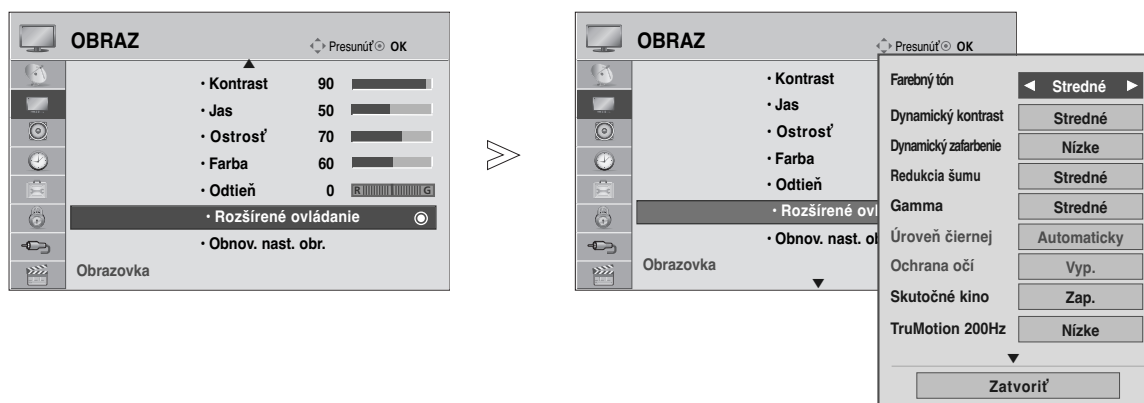 OBRAZ
Presunúť OK
• Kontrast 90
• Jas 50
• Ostrosť 70
• Farba 60
• Odtieň 0 R G
• Rozšírené ovládanie
• Obnov. nast. obr.
Obrazovka
OBRAZ
Presunúť OK
• Kontrast
• Jas
• Ostrosť
• Farba
• Odtieň
• Rozšírené ovl
• Obnov. nast. ob
Obrazovka
Farebný tón Stredné
Dynamický kontrast Stredné
Dynamický zafarbenie Nízke
Redukcia šumu Stredné
Gamma Stredné
Úroveň čiernej Automaticky
Ochrana očí Vyp.
Skutočné kino Zap.
TruMotion 200Hz Nízke
Zatvoriť